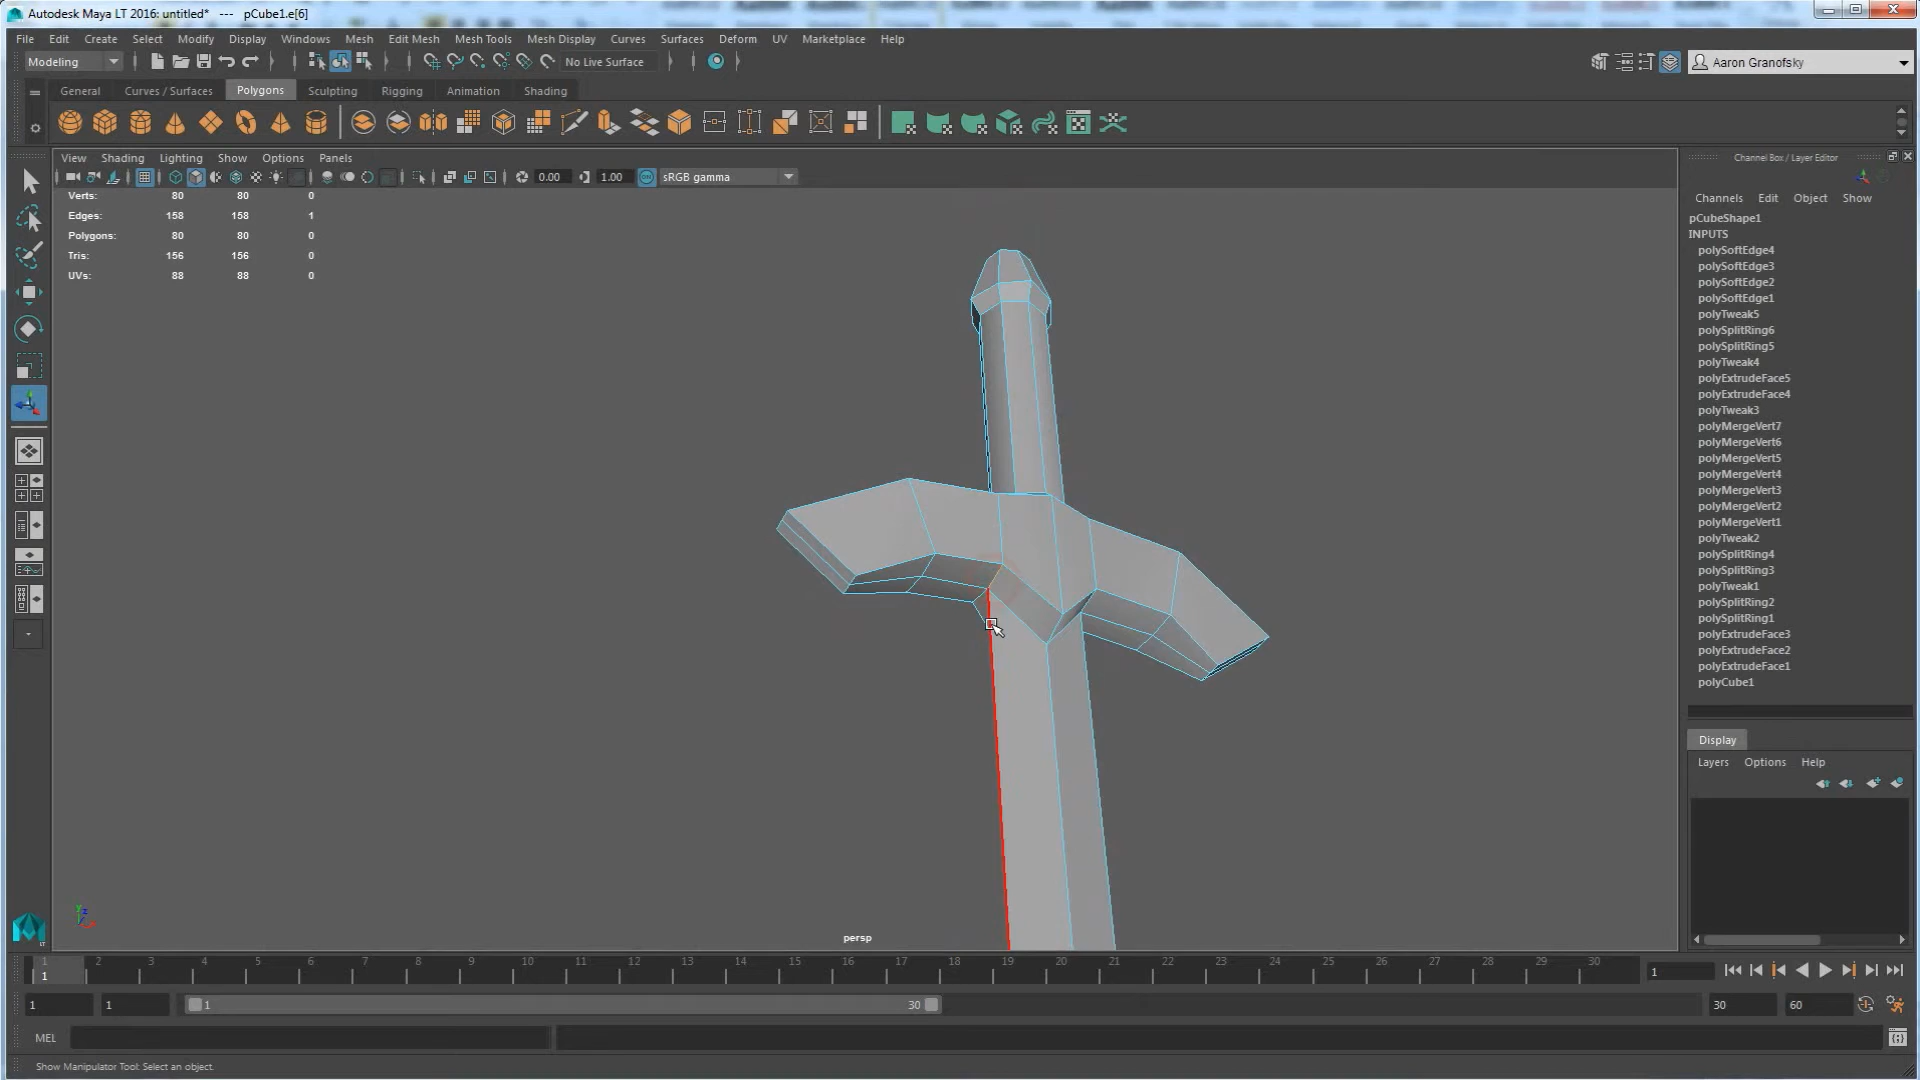 Autodesk Maya LT 2016: untitled* --- pCube1.e[6]
File Edit Create Select Modify Display Windows Mesh Edit Mesh Mesh Tools Mesh Display Curves Surfaces Deform UV Marketplace Help
Modeling No Live Surface Aaron Granofsky
General Curves / Surfaces Polygons Sculpting Rigging Animation Shading
View Shading Lighting Show Options Panels
0.00 1.00 sRGB gamma
Verts: 80 80 0
Edges: 158 158 1
Polygons: 80 80 0
Tris: 156 156 0
UVs: 88 88 0
persp
Channel Box / Layer Editor
Channels Edit Object Show
pCubeShape1
INPUTS
polySoftEdge4
polySoftEdge3
polySoftEdge2
polySoftEdge1
polyTweak5
polySplitRing6
polySplitRing5
polyTweak4
polyExtrudeFace5
polyExtrudeFace4
polyTweak3
polyMergeVert7
polyMergeVert6
polyMergeVert5
polyMergeVert4
polyMergeVert3
polyMergeVert2
polyMergeVert1
polyTweak2
polySplitRing4
polySplitRing3
polyTweak1
polySplitRing2
polySplitRing1
polyExtrudeFace3
polyExtrudeFace2
polyExtrudeFace1
polyCube1
Display
Layers Options Help
1 2 3 4 5 6 7 8 9 10 11 12 13 14 15 16 17 18 19 20 21 22 23 24 25 26 27 28 29 30
1 1
1 1 1 30 30 60
MEL
Show Manipulator Tool: Select an object.